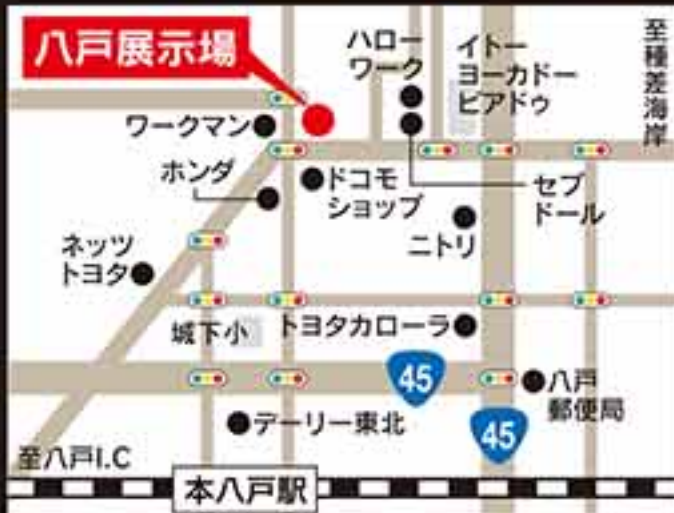 八戸展示場
ハロー
ワーク
イトー
ヨーカドー
ピアドゥ
至種差海岸
ワークマン
ホンダ
ドコモ
ショップ
セブ
ドール
ニトリ
ネッツ
トヨタ
城下小
トヨタカローラ
45
八戸
郵便局
45
デーリー東北
至八戸I.C
本八戸駅